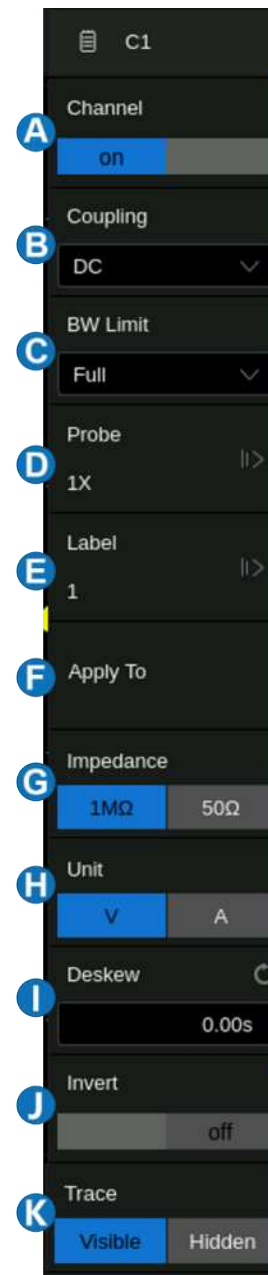 C1
A
Channel
on
B
Coupling
DC
C
BW Limit
Full
D
Probe
1X
E
Label
1
F
Apply To
G
Impedance
1MΩ 50Ω
H
Unit
V A
I
Deskew
0.00s
J
Invert
off
K
Trace
Visible Hidden